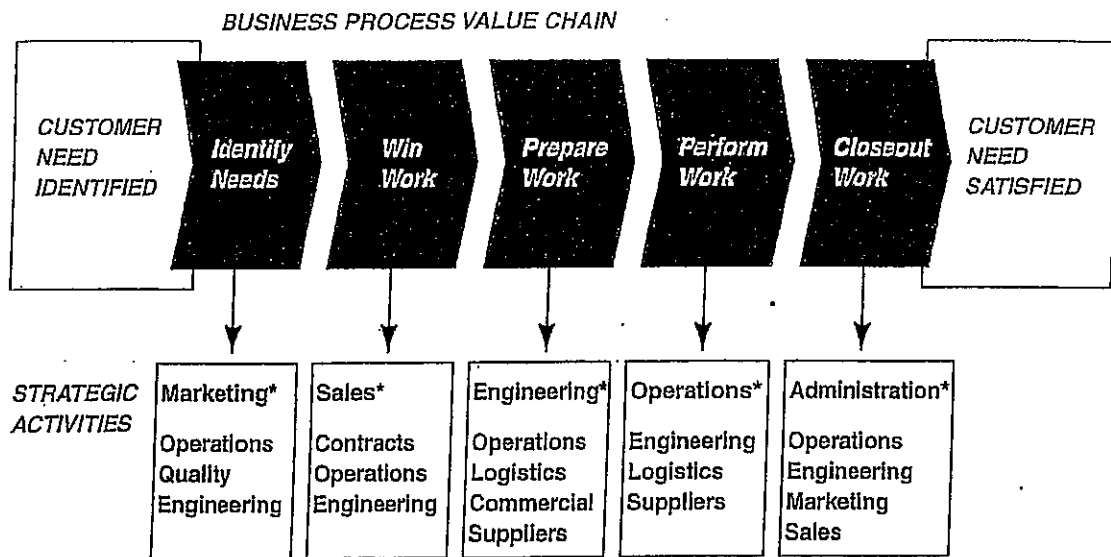 BUSINESS PROCESS VALUE CHAIN
CUSTOMER
NEED
IDENTIFIED
Identify
Needs
Win
Work
Prepare
Work
Perform
Work
Closeout
Work
CUSTOMER
NEED
SATISFIED
STRATEGIC
ACTIVITIES
Marketing*
Operations
Quality
Engineering
Sales*
Contracts
Operations
Engineering
Engineering*
Operations
Logistics
Commercial
Suppliers
Operations*
Engineering
Logistics
Suppliers
Administration*
Operations
Engineering
Marketing
Sales